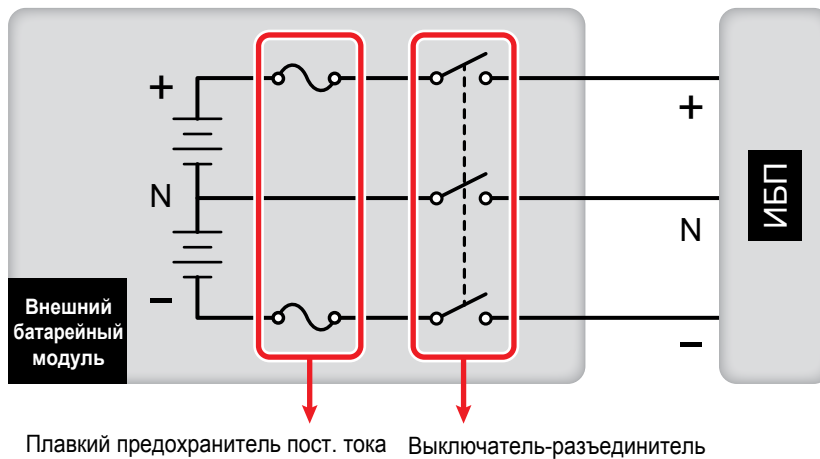 +
N
−
Внешний
батарейный
модуль
+
N
−
ИБП
Плавкий предохранитель пост. тока
Выключатель-разъединитель